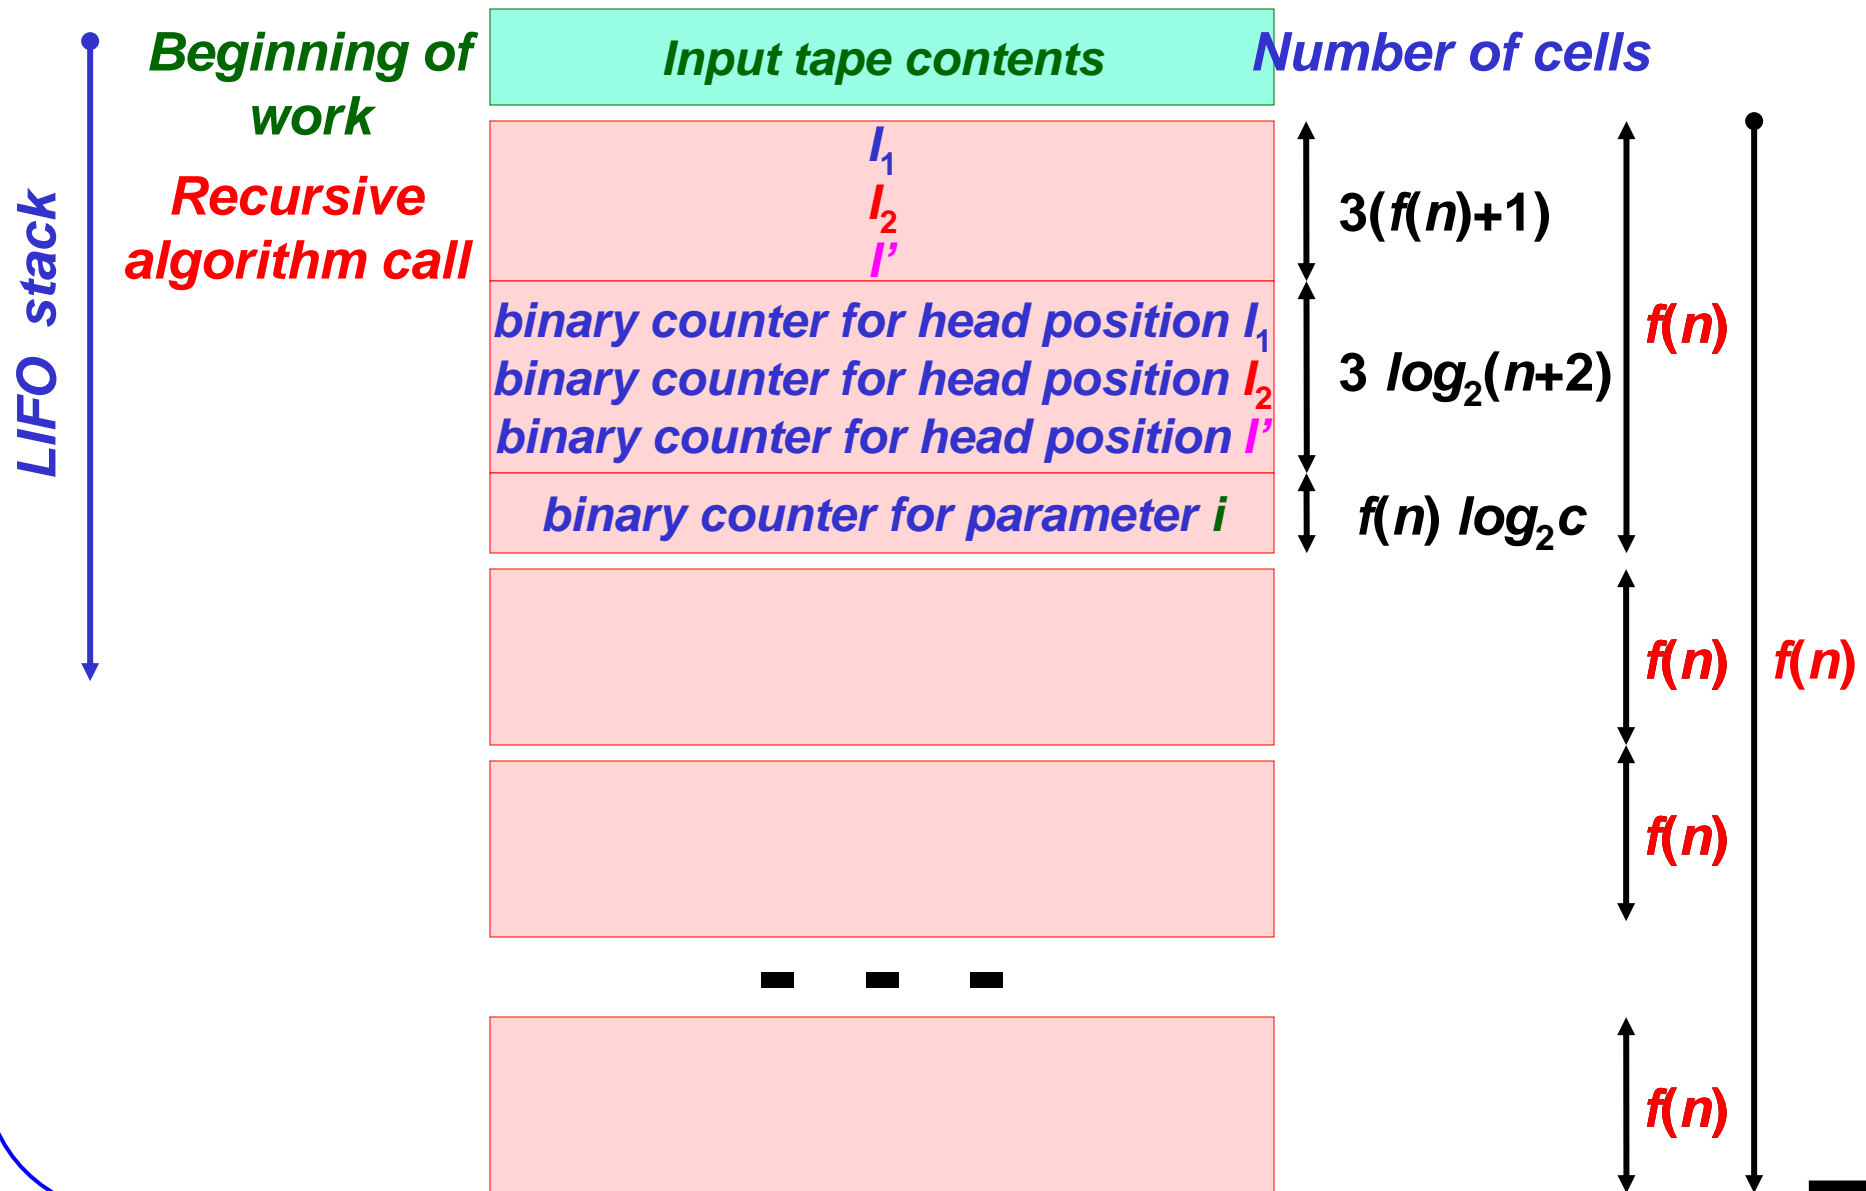 Beginning of
work
Input tape contents
Number of cells
LIFO stack
Recursive
algorithm call
I₁
I₂
I’
3(f(n)+1)
binary counter for head position I₁
binary counter for head position I₂
binary counter for head position I’
3 log₂(n+2)
f(n)
binary counter for parameter i
f(n) log₂c
f(n)
f(n)
f(n)
- - -
f(n)